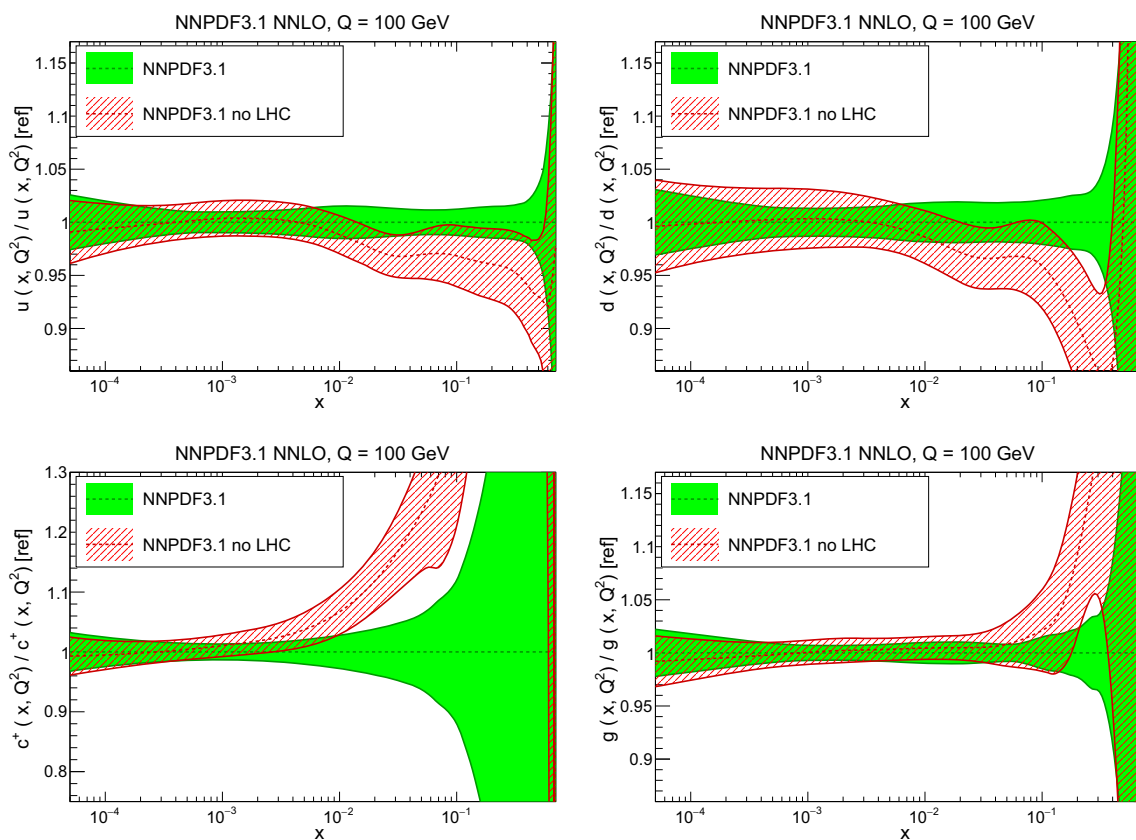 NNPDF3.1 NNLO, Q = 100 GeV
u ( x, Q²) / u ( x, Q²) [ref]
1.15
1.1
1.05
1
0.95
0.9
NNPDF3.1
NNPDF3.1 no LHC
10⁻⁴
10⁻³
10⁻²
10⁻¹
x
NNPDF3.1 NNLO, Q = 100 GeV
d ( x, Q²) / d ( x, Q²) [ref]
1.15
1.1
1.05
1
0.95
0.9
NNPDF3.1
NNPDF3.1 no LHC
10⁻⁴
10⁻³
10⁻²
10⁻¹
x
NNPDF3.1 NNLO, Q = 100 GeV
c⁺ ( x, Q²) / c⁺ ( x, Q²) [ref]
1.3
1.2
1.1
1
0.9
0.8
NNPDF3.1
NNPDF3.1 no LHC
10⁻⁴
10⁻³
10⁻²
10⁻¹
x
NNPDF3.1 NNLO, Q = 100 GeV
g ( x, Q²) / g ( x, Q²) [ref]
1.15
1.1
1.05
1
0.95
0.9
NNPDF3.1
NNPDF3.1 no LHC
10⁻⁴
10⁻³
10⁻²
10⁻¹
x